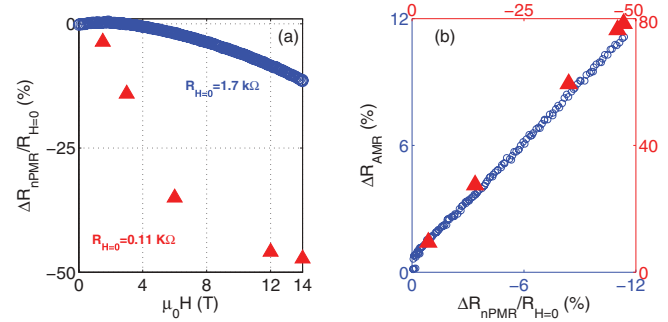 (a)
0
−25
−50
ΔR_nPMR/R_H=0 (%)
R_H=0=1.7 kΩ
R_H=0=0.11 KΩ
0 4 8 12 14
μ_0H (T)
(b)
0 −25 −50
12
6
0
ΔR_AMR (%)
80
40
0
0 −6 −12
ΔR_nPMR/R_H=0 (%)